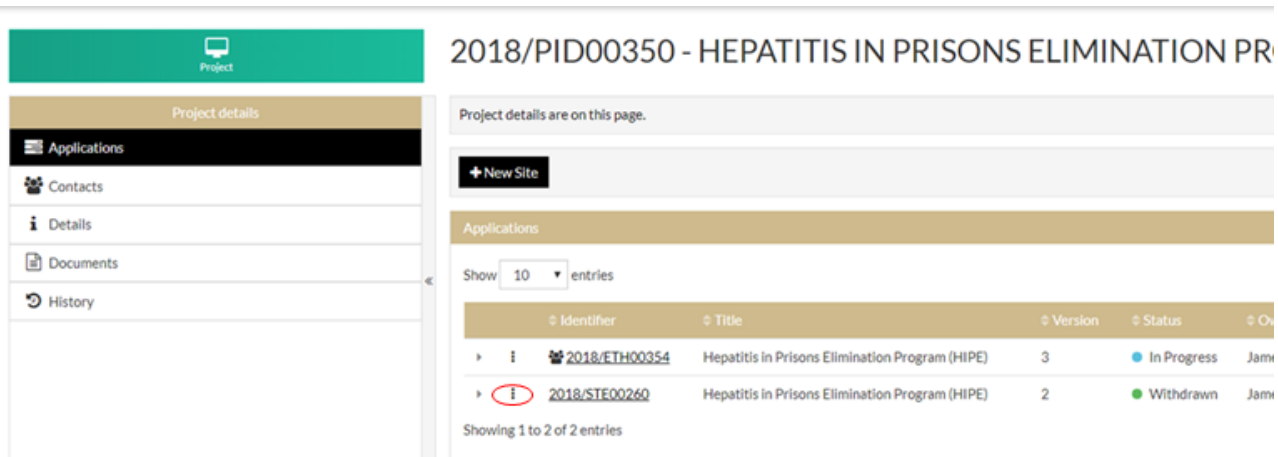 Project
2018/PID00350 - HEPATITIS IN PRISONS ELIMINATION PR
Project details
Applications
Contacts
Details
Documents
History
Project details are on this page.
+New Site
Applications
Show 10 entries
Identifier Title Version Status
2018/ETH00354 Hepatitis in Prisons Elimination Program (HIPE) 3 In Progress Jame
2018/STE00260 Hepatitis in Prisons Elimination Program (HIPE) 2 Withdrawn Jame
Showing 1 to 2 of 2 entries